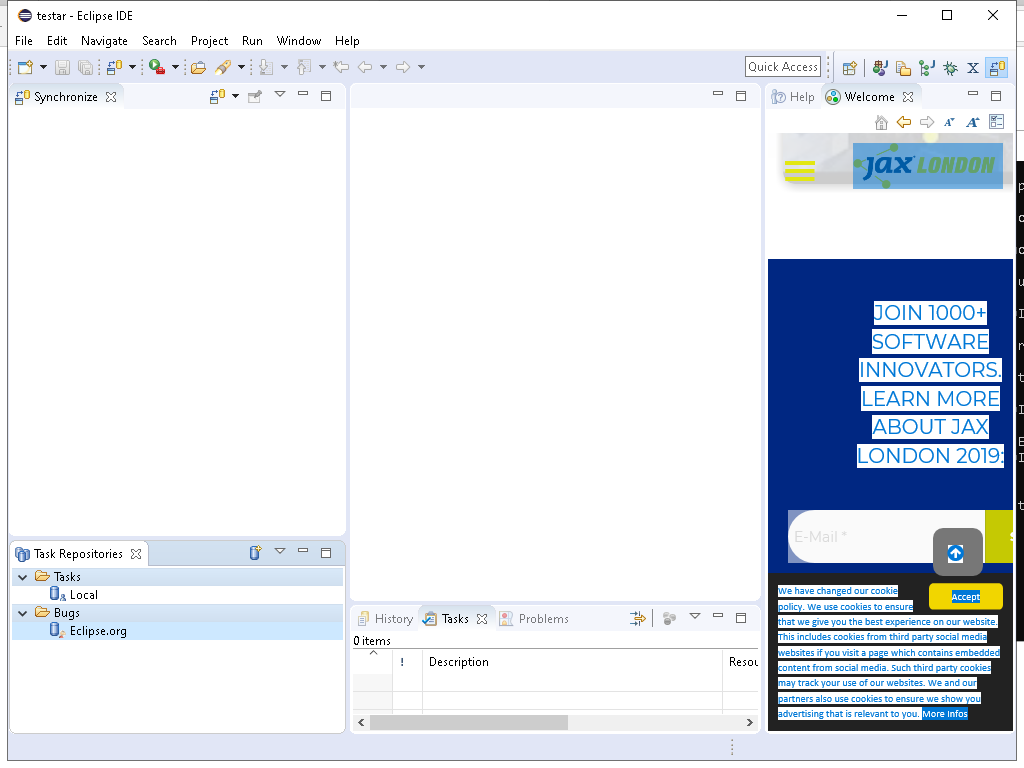 testar - Eclipse IDE
File Edit Navigate Search Project Run Window Help
Quick Access
Synchronize
Help Welcome
JAX LONDON
JOIN 1000+
SOFTWARE
INNOVATORS.
LEARN MORE
ABOUT JAX
LONDON 2019:
E-Mail *
Task Repositories
Tasks
Local
Bugs
Eclipse.org
History Tasks Problems
0 items
! Description Resou
We have changed our cookie
policy. We use cookies to ensure
that we give you the best experience on our website.
This includes cookies from third party social media
websites if you visit a page which contains embedded
content from social media. Such third party cookies
may track your use of our websites. We and our
partners also use cookies to ensure we show you
advertising that is relevant to you. More Infos
Accept